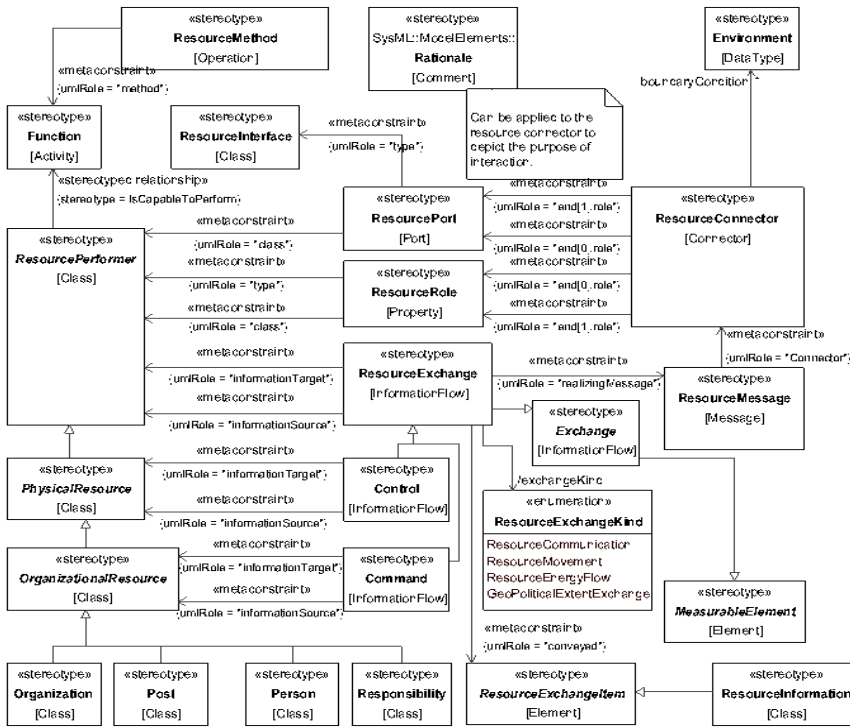 «stereotype»
ResourceMethod
[Operation]
«stereotype»
SysML::ModelElements::
Rationale
[Comment]
«stereotype»
Environment
[DataType]
«metaconstraint»
{umlRole = "method"}
boundaryCondition *
Can be applied to the
resource connector to
depict the purpose of
interaction.
«stereotype»
Function
[Activity]
«stereotype»
ResourceInterface
[Class]
«metaconstraint»
{umlRole = "type"}
«stereotyped relationship»
{stereotype = IsCapableToPerform}
«stereotype»
ResourcePerformer
[Class]
«metaconstraint»
{umlRole = "class"}
«stereotype»
ResourcePort
[Port]
«metaconstraint»
{umlRole = "end[1].role"}
«metaconstraint»
{umlRole = "end[0].role"}
«stereotype»
ResourceConnector
[Connector]
«metaconstraint»
{umlRole = "type"}
«metaconstraint»
{umlRole = "class"}
«stereotype»
ResourceRole
[Property]
«metaconstraint»
{umlRole = "end[0].role"}
«metaconstraint»
{umlRole = "end[1].role"}
«metaconstraint»
{umlRole = "Connector"}
«metaconstraint»
{umlRole = "informationTarget"}
«metaconstraint»
{umlRole = "informationSource"}
«stereotype»
ResourceExchange
[InformationFlow]
«metaconstraint»
{umlRole = "realizingMessage"}
«stereotype»
ResourceMessage
[Message]
«stereotype»
Exchange
[InformationFlow]
«stereotype»
PhysicalResource
[Class]
«metaconstraint»
{umlRole = "informationTarget"}
«metaconstraint»
{umlRole = "informationSource"}
«stereotype»
Control
[InformationFlow]
/exchangeKind
«enumeration»
ResourceExchangeKind
ResourceCommunication
ResourceMovement
ResourceEnergyFlow
GeoPoliticalExtentExchange
«stereotype»
OrganizationalResource
[Class]
«metaconstraint»
{umlRole = "informationTarget"}
«metaconstraint»
{umlRole = "informationSource"}
«stereotype»
Command
[InformationFlow]
«stereotype»
MeasurableElement
[Element]
«metaconstraint»
{umlRole = "conveyed"}
«stereotype»
Organization
[Class]
«stereotype»
Post
[Class]
«stereotype»
Person
[Class]
«stereotype»
Responsibility
[Class]
«stereotype»
ResourceExchangeItem
[Element]
«stereotype»
ResourceInformation
[Class]